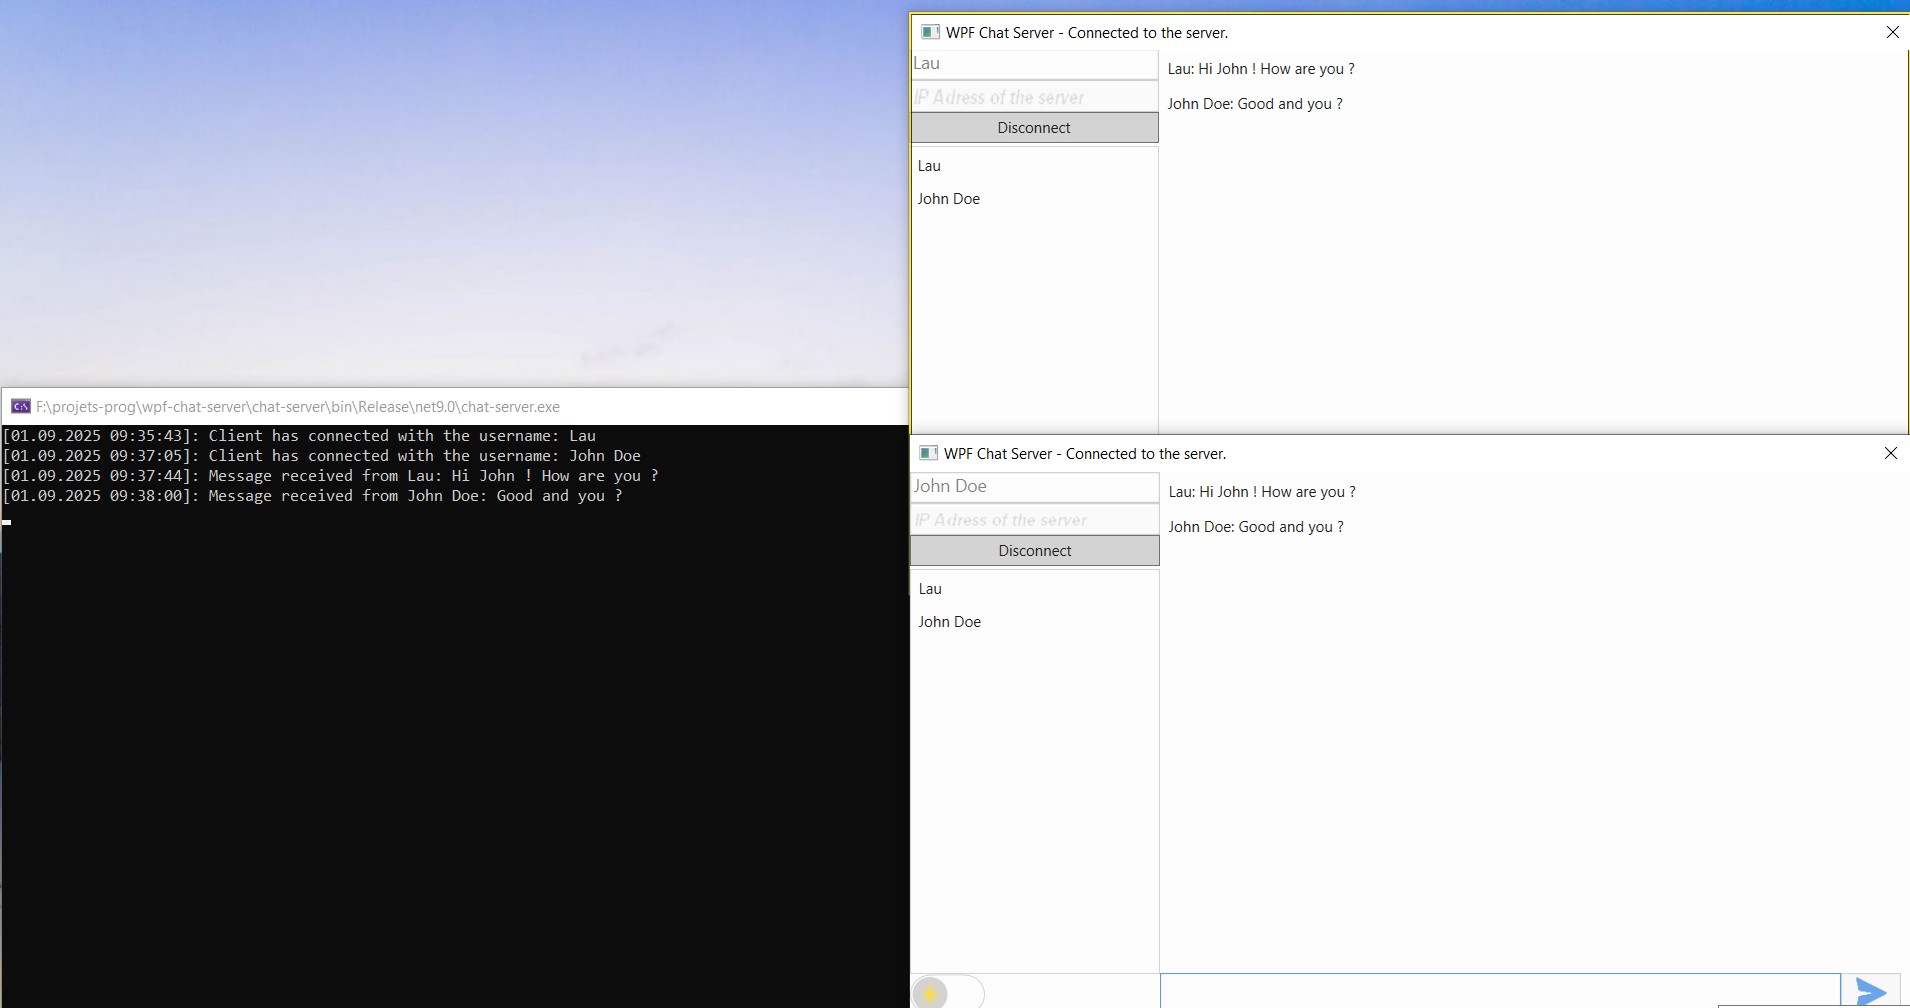 WPF Chat Server - Connected to the server.
Lau
IP Adress of the server
Disconnect
Lau
John Doe
Lau: Hi John ! How are you ?
John Doe: Good and you ?
F:\projets-prog\wpf-chat-server\chat-server\bin\Release\net9.0\chat-server.exe
[01.09.2025 09:35:43]: Client has connected with the username: Lau
[01.09.2025 09:37:05]: Client has connected with the username: John Doe
[01.09.2025 09:37:44]: Message received from Lau: Hi John ! How are you ?
[01.09.2025 09:38:00]: Message received from John Doe: Good and you ?
WPF Chat Server - Connected to the server.
John Doe
IP Adress of the server
Disconnect
Lau
John Doe
Lau: Hi John ! How are you ?
John Doe: Good and you ?